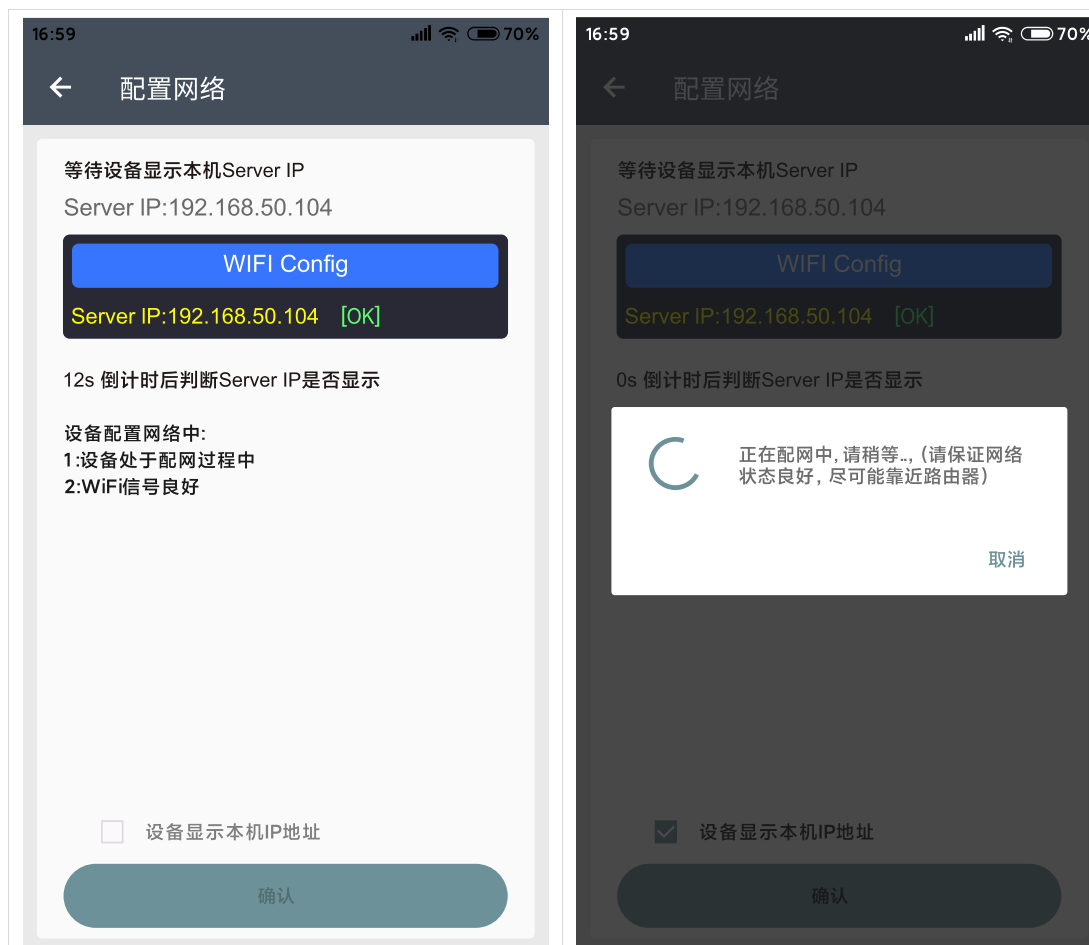 16:59
70%
配置网络
等待设备显示本机Server IP
Server IP:192.168.50.104
WIFI Config
Server IP:192.168.50.104 [OK]
12s 倒计时后判断Server IP是否显示
设备配置网络中:
1:设备处于配网过程中
2:WiFi信号良好
设备显示本机IP地址
确认
16:59
70%
配置网络
等待设备显示本机Server IP
Server IP:192.168.50.104
WIFI Config
Server IP:192.168.50.104 [OK]
0s 倒计时后判断Server IP是否显示
正在配网中,请稍等..,(请保证网络
状态良好，尽可能靠近路由器)
取消
设备显示本机IP地址
确认